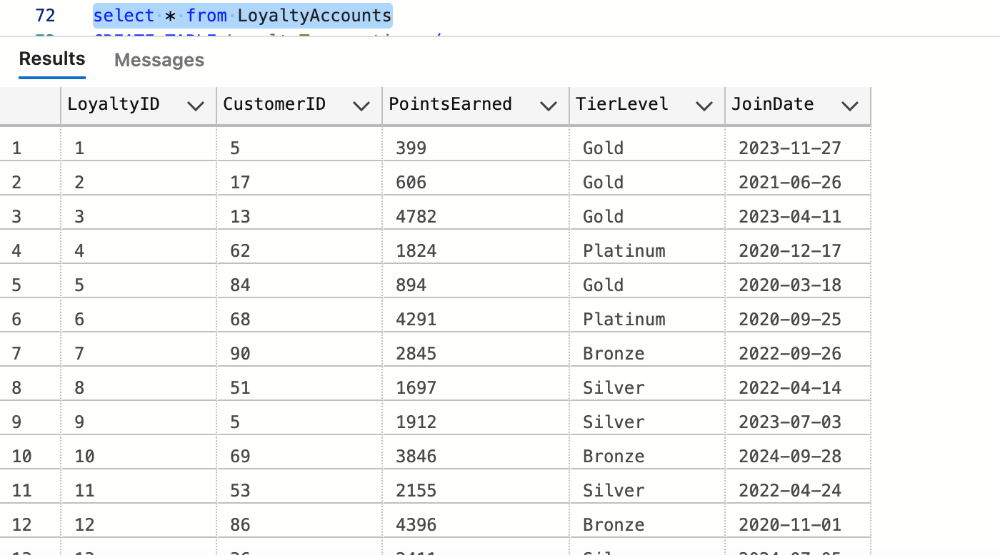 72 select * from LoyaltyAccounts
Results Messages
LoyaltyID CustomerID PointsEarned TierLevel JoinDate
1 1 5 399 Gold 2023-11-27
2 2 17 606 Gold 2021-06-26
3 3 13 4782 Gold 2023-04-11
4 4 62 1824 Platinum 2020-12-17
5 5 84 894 Gold 2020-03-18
6 6 68 4291 Platinum 2020-09-25
7 7 90 2845 Bronze 2022-09-26
8 8 51 1697 Silver 2022-04-14
9 9 5 1912 Silver 2023-07-03
10 10 69 3846 Bronze 2024-09-28
11 11 53 2155 Silver 2022-04-24
12 12 86 4396 Bronze 2020-11-01